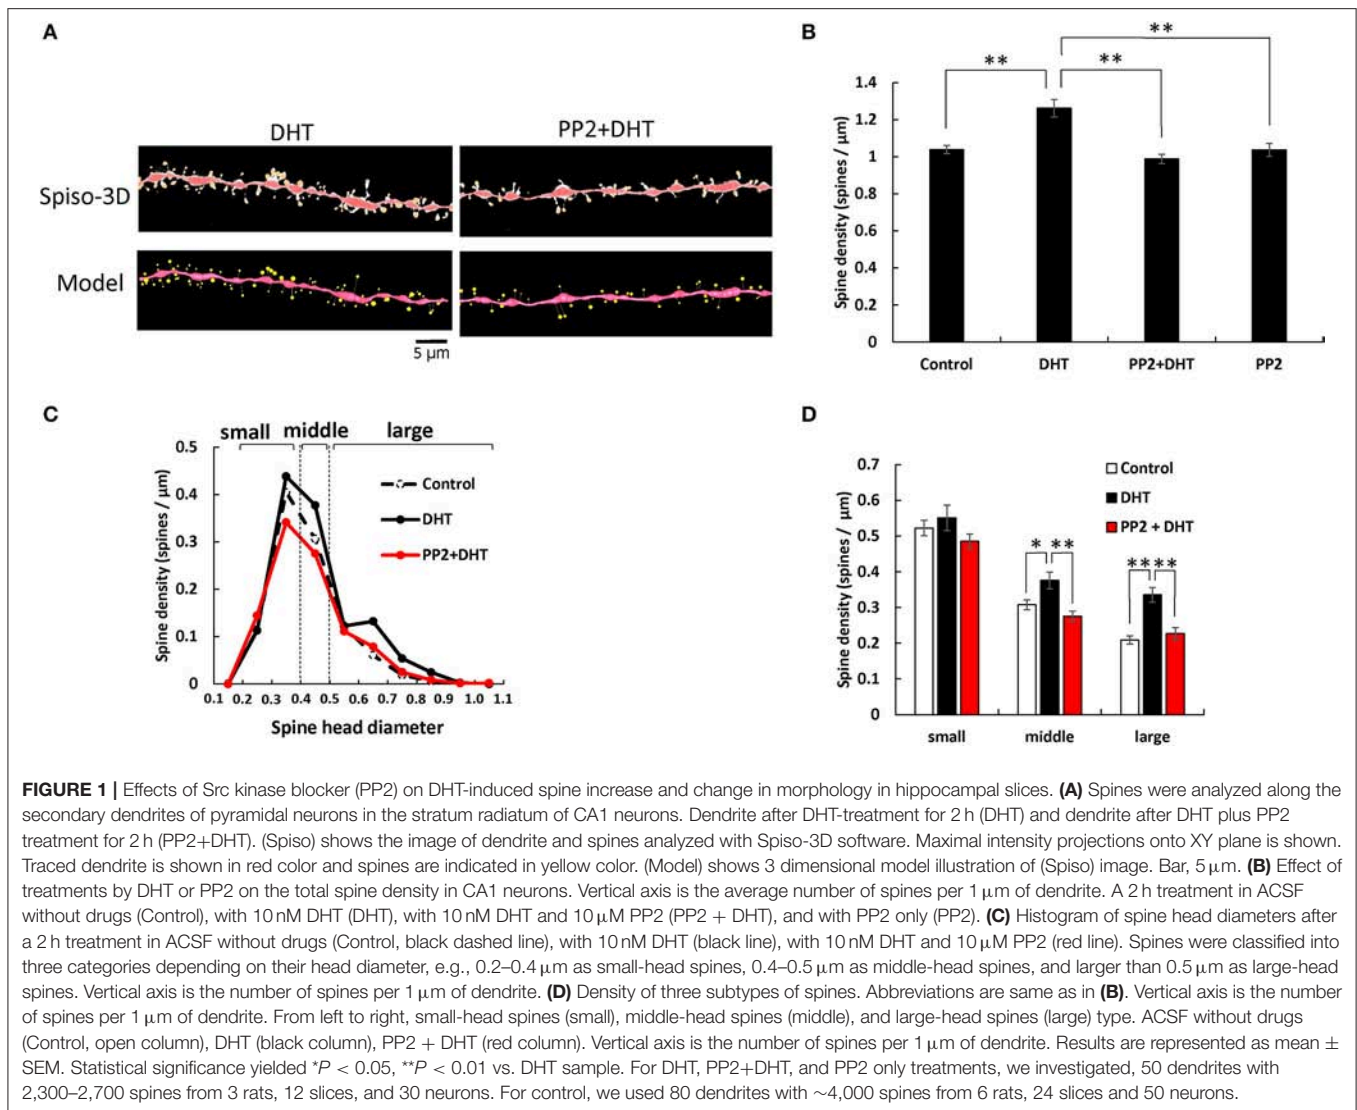 A
DHT
PP2+DHT
Spiso-3D
Model
5 μm
B
**
**
**
Spine density (spines / μm)
1.4
1.2
1
0.8
0.6
0.4
0.2
0
Control
DHT
PP2+DHT
PP2
C
small
middle
large
Spine density (spines / μm)
0.5
0.4
0.3
0.2
0.1
0
Control
DHT
PP2+DHT
0.1 0.2 0.3 0.4 0.5 0.6 0.7 0.8 0.9 1.0 1.1
Spine head diameter
D
Spine density (spines / μm)
0.7
0.6
0.5
0.4
0.3
0.2
0.1
0
Control
DHT
PP2 + DHT
* **
** **
small
middle
large
FIGURE 1 | Effects of Src kinase blocker (PP2) on DHT-induced spine increase and change in morphology in hippocampal slices. (A) Spines were analyzed along the
secondary dendrites of pyramidal neurons in the stratum radiatum of CA1 neurons. Dendrite after DHT-treatment for 2 h (DHT) and dendrite after DHT plus PP2
treatment for 2 h (PP2+DHT). (Spiso) shows the image of dendrite and spines analyzed with Spiso-3D software. Maximal intensity projections onto XY plane is shown.
Traced dendrite is shown in red color and spines are indicated in yellow color. (Model) shows 3 dimensional model illustration of (Spiso) image. Bar, 5 μm. (B) Effect of
treatments by DHT or PP2 on the total spine density in CA1 neurons. Vertical axis is the average number of spines per 1 μm of dendrite. A 2 h treatment in ACSF
without drugs (Control), with 10 nM DHT (DHT), with 10 nM DHT and 10 μM PP2 (PP2 + DHT), and with PP2 only (PP2). (C) Histogram of spine head diameters after
a 2 h treatment in ACSF without drugs (Control, black dashed line), with 10 nM DHT (black line), with 10 nM DHT and 10 μM PP2 (red line). Spines were classified into
three categories depending on their head diameter, e.g., 0.2–0.4 μm as small-head spines, 0.4–0.5 μm as middle-head spines, and larger than 0.5 μm as large-head
spines. Vertical axis is the number of spines per 1 μm of dendrite. (D) Density of three subtypes of spines. Abbreviations are same as in (B). Vertical axis is the number
of spines per 1 μm of dendrite. From left to right, small-head spines (small), middle-head spines (middle), and large-head spines (large) type. ACSF without drugs
(Control, open column), DHT (black column), PP2 + DHT (red column). Vertical axis is the number of spines per 1 μm of dendrite. Results are represented as mean ±
SEM. Statistical significance yielded *P < 0.05, **P < 0.01 vs. DHT sample. For DHT, PP2+DHT, and PP2 only treatments, we investigated, 50 dendrites with
2,300–2,700 spines from 3 rats, 12 slices, and 30 neurons. For control, we used 80 dendrites with ~4,000 spines from 6 rats, 24 slices and 50 neurons.